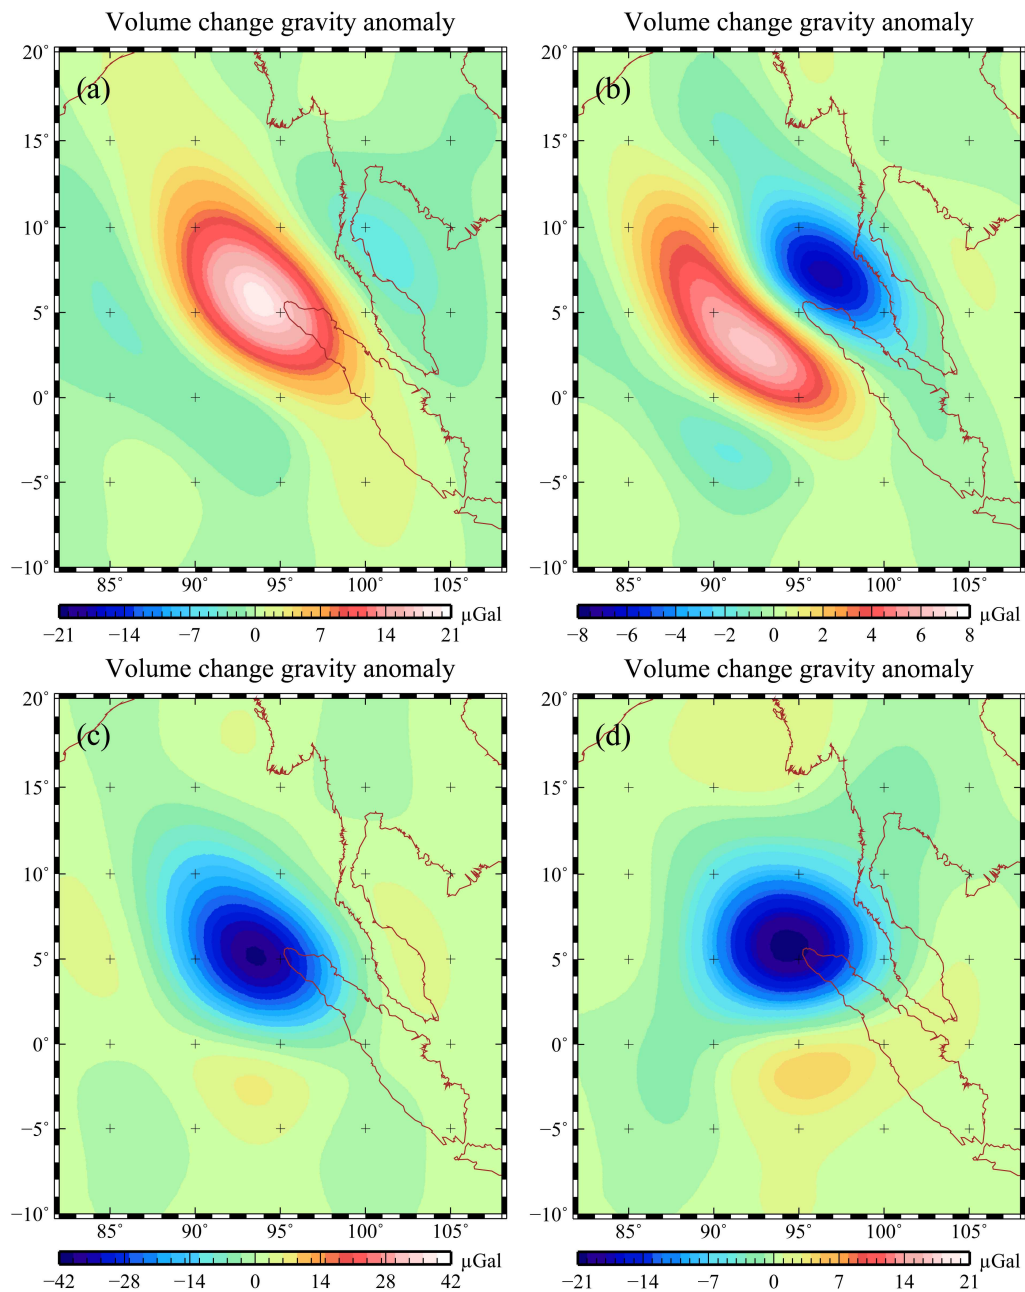 Volume change gravity anomaly Volume change gravity anomaly
20° 20°
(a) (b)
15° 15°
10° 10°
5° 5°
0° 0°
−5° −5°
−10° −10°
85° 90° 95° 100° 105° 85° 90° 95° 100° 105°
µGal µGal
−21 −14 −7 0 7 14 21 −8 −6 −4 −2 0 2 4 6 8
Volume change gravity anomaly Volume change gravity anomaly
20° 20°
(c) (d)
15° 15°
10° 10°
5° 5°
0° 0°
−5° −5°
−10° −10°
85° 90° 95° 100° 105° 85° 90° 95° 100° 105°
µGal µGal
−42 −28 −14 0 14 28 42 −21 −14 −7 0 7 14 21